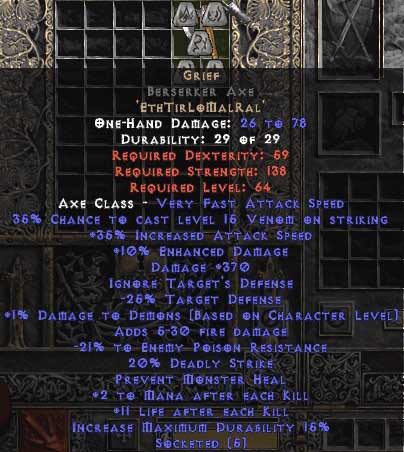 Grief
Berserker Axe
'EthTirLoMalRal'
One-Hand Damage: 26 to 78
Durability: 29 of 29
Required Dexterity: 59
Required Strength: 138
Required Level: 64
Axe Class - Very Fast Attack Speed
35% Chance to cast level 15 Venom on striking
+35% Increased Attack Speed
+10% Enhanced Damage
Damage +370
Ignore Target's Defense
-25% Target Defense
+1% Damage to Demons (Based on Character Level)
Adds 5-30 fire damage
-21% to Enemy Poison Resistance
20% Deadly Strike
Prevent Monster Heal
+2 to Mana after each Kill
+11 Life after each Kill
Increase Maximum Durability 15%
Socketed (5)